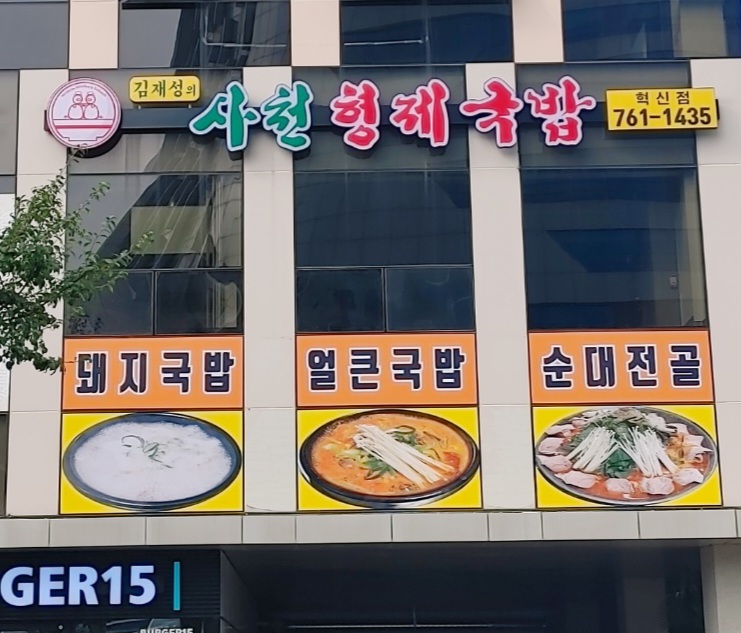 김재성의
사천형제국밥
혁신점
761-1435
돼지국밥
얼큰국밥
순대전골
GER15
BURGER15